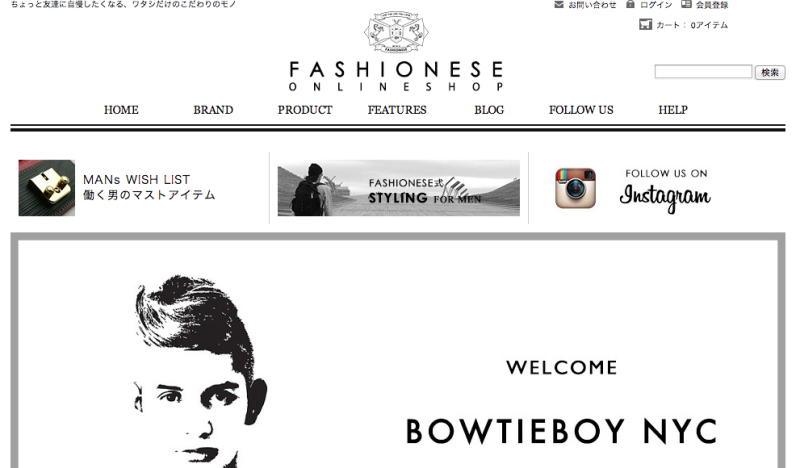 ちょっと友達に自慢したくなる、ワタシだけのこだわりのモノ
お問い合わせ ログイン 会員登録
カート： 0アイテム
FASHIONESE
ONLINESHOP
検索
HOME BRAND PRODUCT FEATURES BLOG FOLLOW US HELP
MANs WISH LIST
働く男のマストアイテム
FASHIONESE式
STYLING FOR MEN
FOLLOW US ON
Instagram
WELCOME
BOWTIEBOY NYC